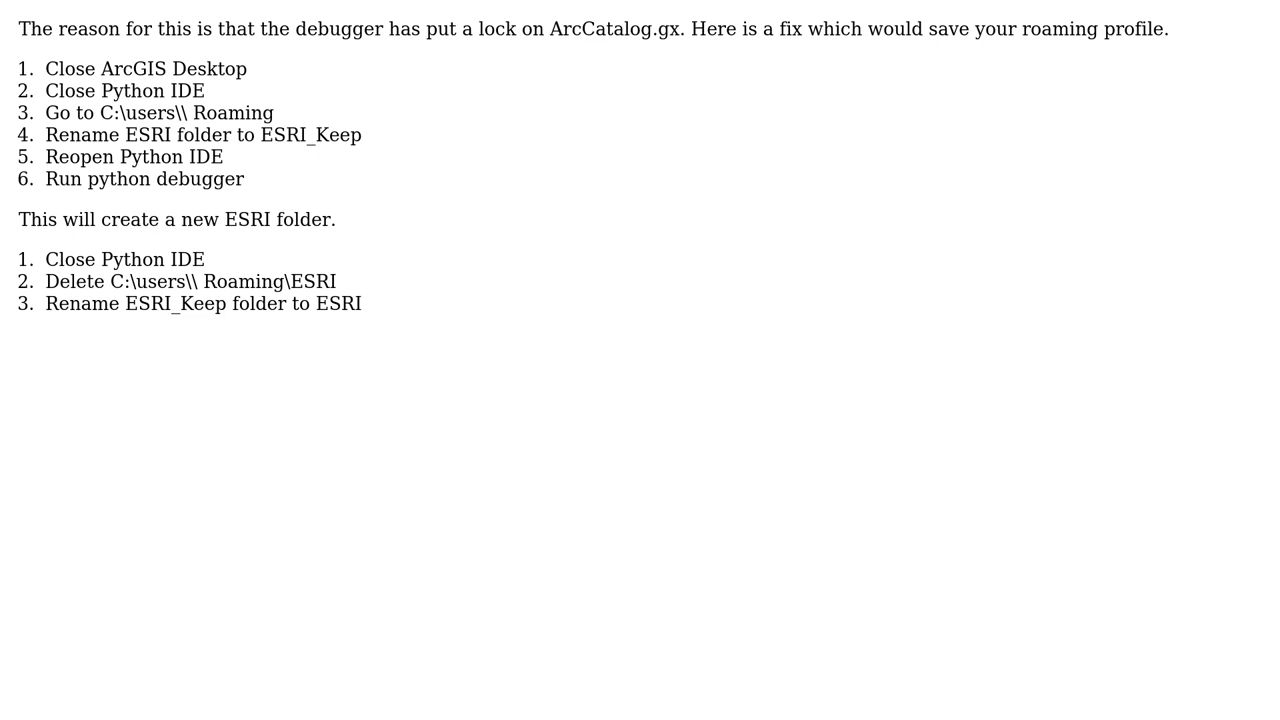 The reason for this is that the debugger has put a lock on ArcCatalog.gx. Here is a fix which would save your roaming profile.
1. Close ArcGIS Desktop
2. Close Python IDE
3. Go to C:\users\\ Roaming
4. Rename ESRI folder to ESRI_Keep
5. Reopen Python IDE
6. Run python debugger
This will create a new ESRI folder.
1. Close Python IDE
2. Delete C:\users\\ Roaming\ESRI
3. Rename ESRI_Keep folder to ESRI